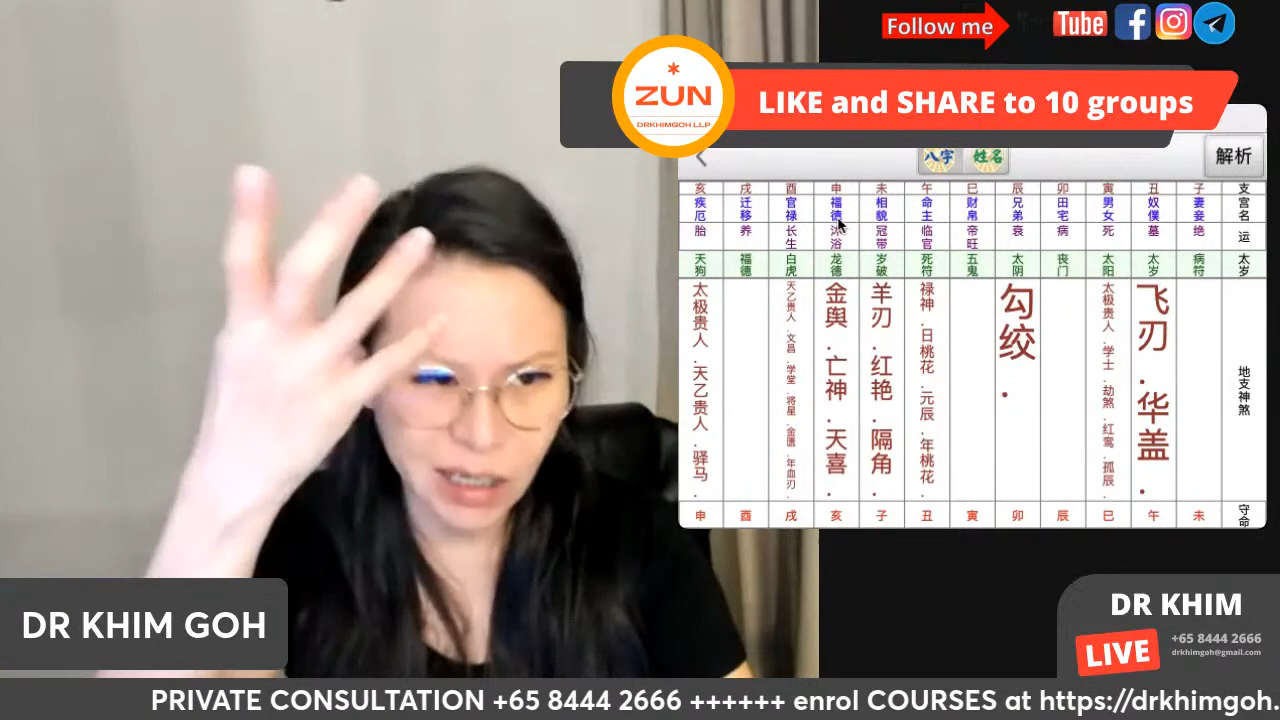 Follow me
Tube
ZUN
DRKHIMGOH LLP
LIKE and SHARE to 10 groups
八字 姓名
解析
亥 戌 酉 申 未 午 巳 辰 卯 寅 丑 子 支
疾厄 迁移 官禄 福德 相貌 命主 财帛 兄弟 田宅 男女 奴僕 妻妾 宫名
胎 养 长生 沐浴 冠带 临官 帝旺 衰 病 死 墓 绝 运
天狗 福德 白虎 龙德 岁破 死符 五鬼 太阴 丧门 太阳 太岁 病符 太岁
太极贵人.天乙贵人.驿马.
天乙贵人.文昌.学堂.将星.金匮.年血刃.
金舆.亡神.天喜.
羊刃.红艳.隔角.
禄神.日桃花.元辰.年桃花.
勾绞.
太极贵人.学士.劫煞.红鸾.孤辰.
飞刃.华盖.
地支神煞
申 酉 戌 亥 子 丑 寅 卯 辰 巳 午 未 守命
DR KHIM GOH
DR KHIM
LIVE
+65 8444 2666
drkhimgoh@gmail.com
PRIVATE CONSULTATION +65 8444 2666 ++++++ enrol COURSES at https://drkhimgoh.